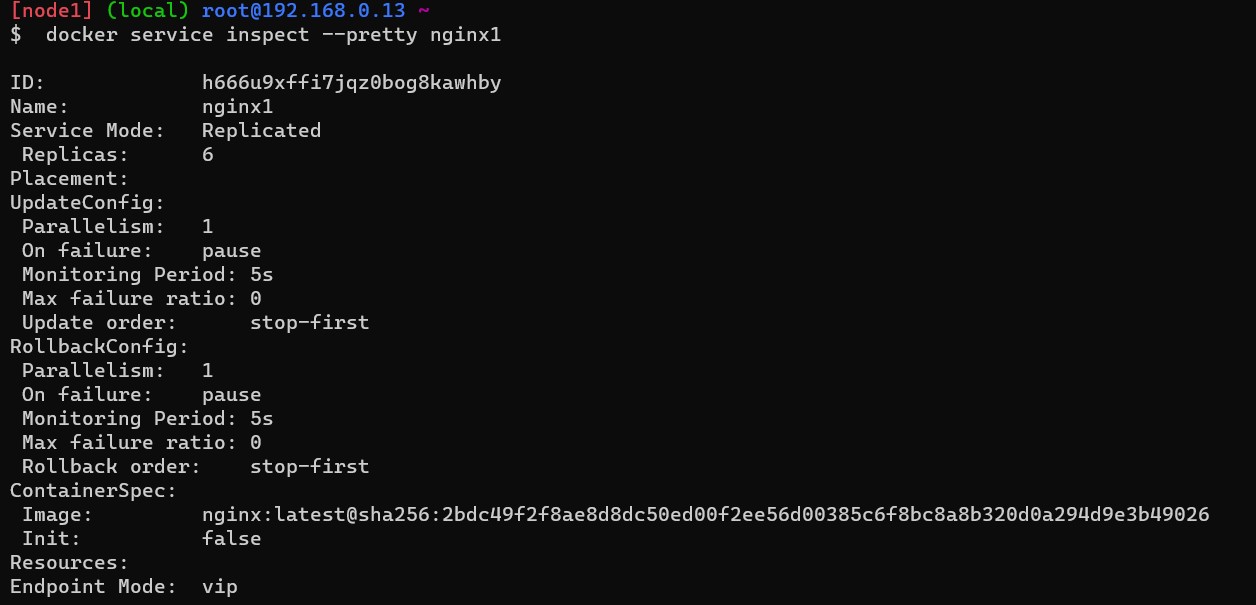 [node1] (local) root@192.168.0.13 ~
$  docker service inspect --pretty nginx1
ID:             h666u9xffi7jqz0bog8kawhby
Name:           nginx1
Service Mode:   Replicated
 Replicas:      6
Placement:
UpdateConfig:
 Parallelism:   1
 On failure:    pause
 Monitoring Period: 5s
 Max failure ratio: 0
 Update order:      stop-first
RollbackConfig:
 Parallelism:   1
 On failure:    pause
 Monitoring Period: 5s
 Max failure ratio: 0
 Rollback order:    stop-first
ContainerSpec:
 Image:         nginx:latest@sha256:2bdc49f2f8ae8d8dc50ed00f2ee56d00385c6f8bc8a8b320d0a294d9e3b49026
 Init:          false
Resources:
Endpoint Mode:  vip